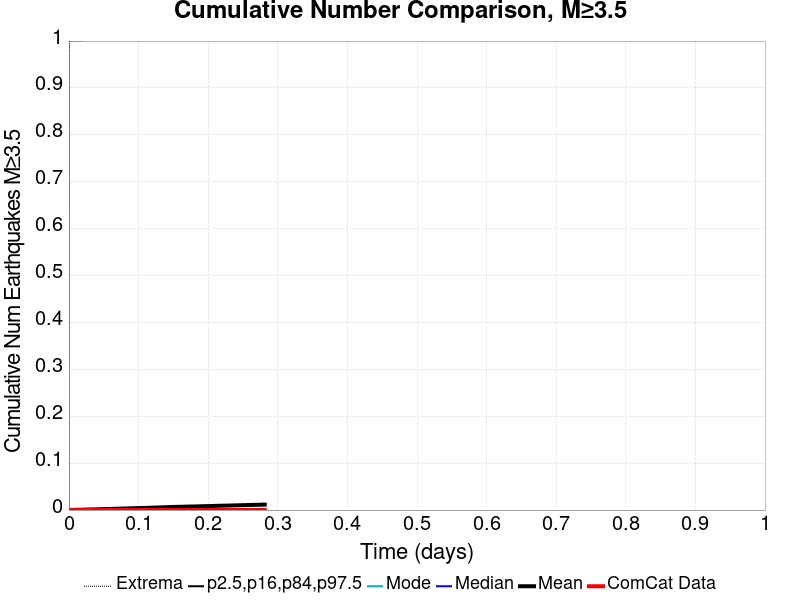 Cumulative Number Comparison, M≥3.5
Cumulative Num Earthquakes M≥3.5
1
0.9
0.8
0.7
0.6
0.5
0.4
0.3
0.2
0.1
0
0 0.1 0.2 0.3 0.4 0.5 0.6 0.7 0.8 0.9 1
Time (days)
Extrema p2.5,p16,p84,p97.5 Mode Median Mean ComCat Data